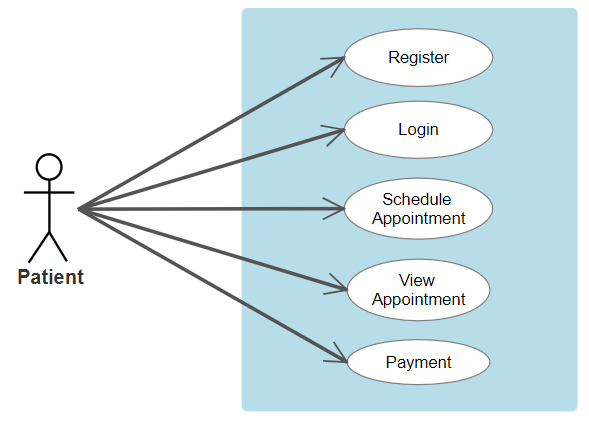 Register
Login
Schedule
Appointment
View
Appointment
Payment
Patient